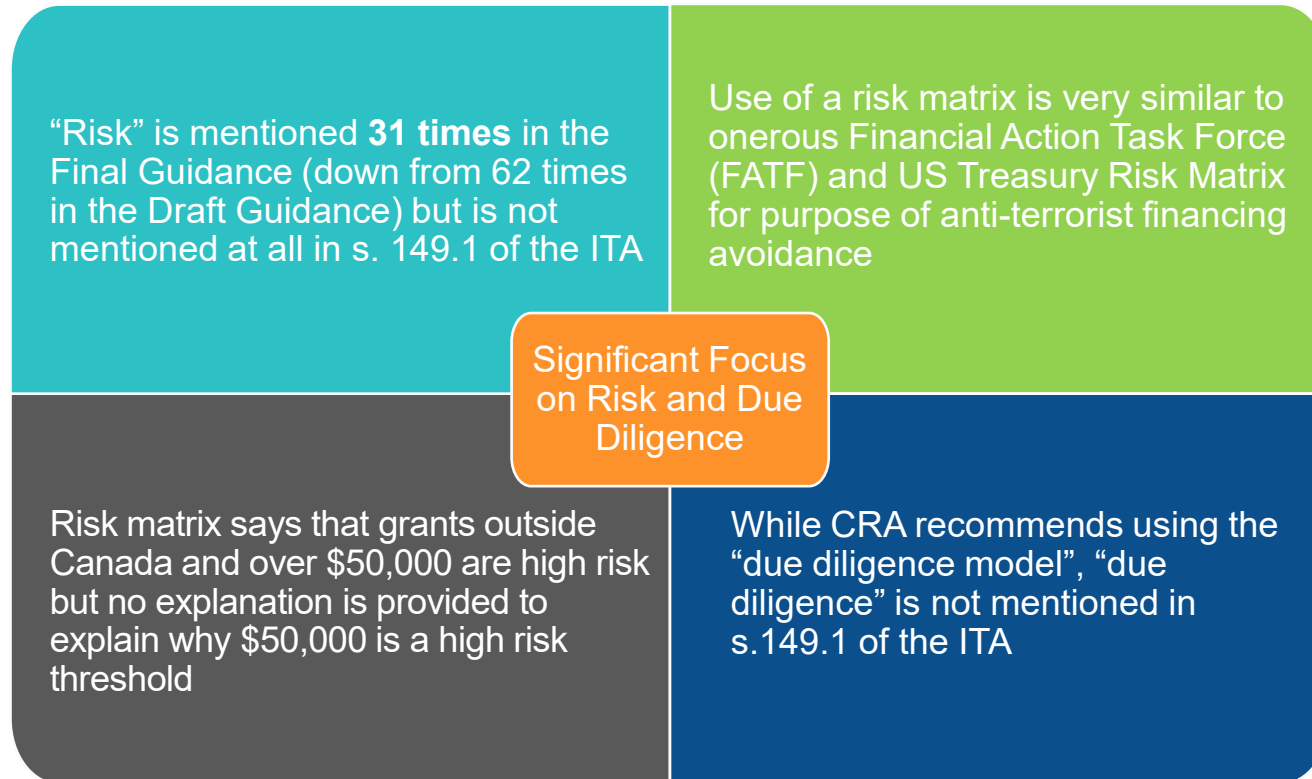 “Risk” is mentioned 31 times in the
Final Guidance (down from 62 times
in the Draft Guidance) but is not
mentioned at all in s. 149.1 of the ITA
Use of a risk matrix is very similar to
onerous Financial Action Task Force
(FATF) and US Treasury Risk Matrix
for purpose of anti-terrorist financing
avoidance
Significant Focus
on Risk and Due
Diligence
Risk matrix says that grants outside
Canada and over $50,000 are high risk
but no explanation is provided to
explain why $50,000 is a high risk
threshold
While CRA recommends using the
“due diligence model”, “due
diligence” is not mentioned in
s.149.1 of the ITA